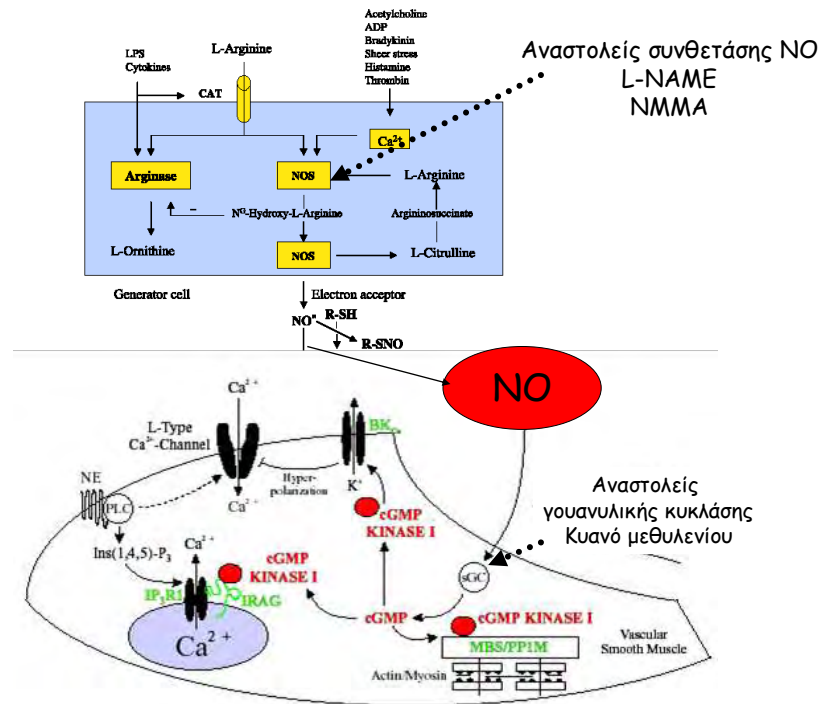 Acetylcholine
ADP
Bradykinin
Sheer stress
Histamine
Thrombin
LPS
Cytokines
L-Arginine
CAT
Αναστολείς συνθετάσης NO
L-NAME
NMMA
Ca2+
Arginase
NOS
L-Arginine
NG-Hydroxy-L-Arginine
Argininosuccinate
–
L-Ornithine
NOS
L-Citrulline
Generator cell
Electron acceptor
NO•
R-SH
R-SNO
NO
Ca2+
L-Type
Ca2+-Channel
BKCa
NE
PLC
Hyper-
polarization
K+
Ca2+
Ins(1,4,5)-P3
Ca2+
cGMP
KINASE I
cGMP
KINASE I
IP3R1
IRAG
Ca2+
Αναστολείς
γουανυλικής κυκλάσης
Κυανό μεθυλενίου
sGC
cGMP
cGMP KINASE I
MBS/PP1M
Vascular
Smooth Muscle
Actin/Myosin